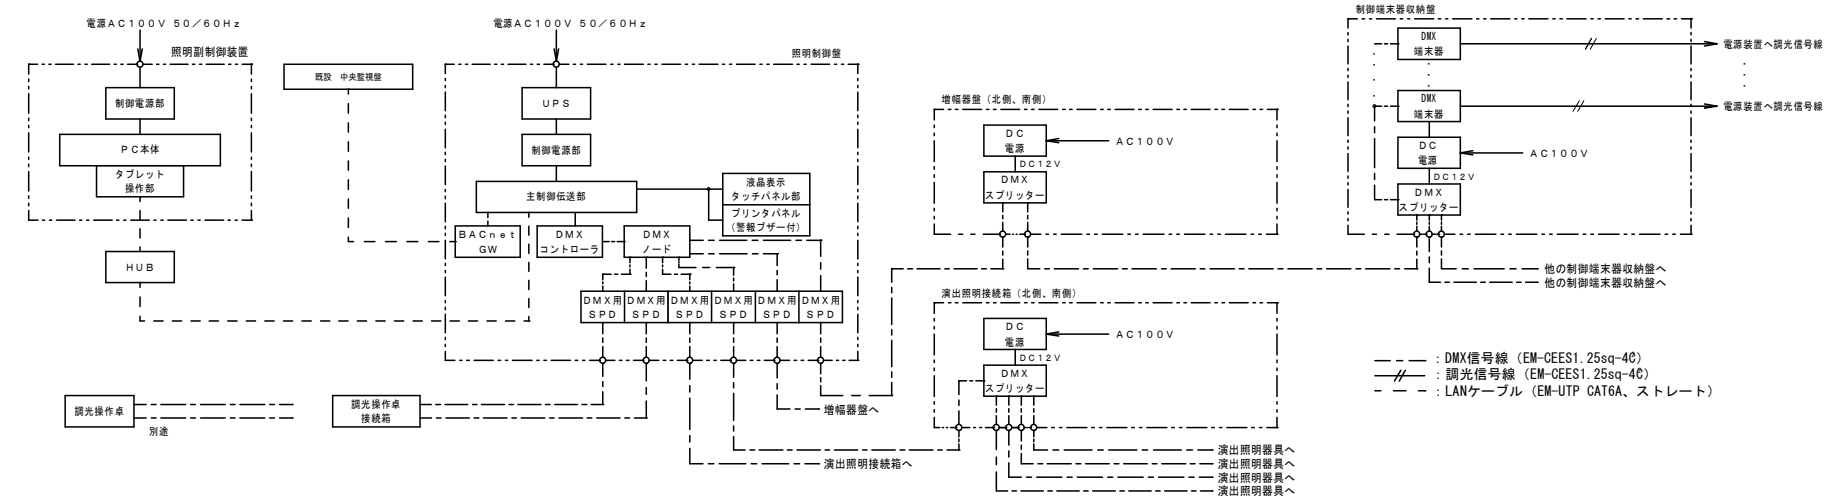 電源AC100V 50/60Hz
照明副制御装置
制御電源部
PC本体
タブレット
操作部
HUB
既設 中央監視盤
電源AC100V 50/60Hz
照明制御盤
UPS
制御電源部
主制御伝送部
液晶表示
タッチパネル部
プリンタパネル
(警報ブザー付)
BACnet
GW
DMX
コントローラ
DMX
ノード
DMX用
SPD
DMX用
SPD
DMX用
SPD
DMX用
SPD
DMX用
SPD
DMX用
SPD
調光操作卓
別途
調光操作卓
接続箱
増幅器盤へ
演出照明接続箱へ
増幅器盤(北側、南側)
DC
電源
AC100V
DC12V
DMX
スプリッター
演出照明接続箱(北側、南側)
DC
電源
AC100V
DC12V
DMX
スプリッター
演出照明器具へ
演出照明器具へ
演出照明器具へ
演出照明器具へ
制御端末器収納盤
DMX
端末器
電源装置へ調光信号線
DMX
端末器
電源装置へ調光信号線
DC
電源
AC100V
DC12V
DMX
スプリッター
他の制御端末器収納盤へ
他の制御端末器収納盤へ
:DMX信号線(EM-CEES1.25sq-4C)
:調光信号線(EM-CEES1.25sq-4C)
:LANケーブル(EM-UTP CAT6A、ストレート)